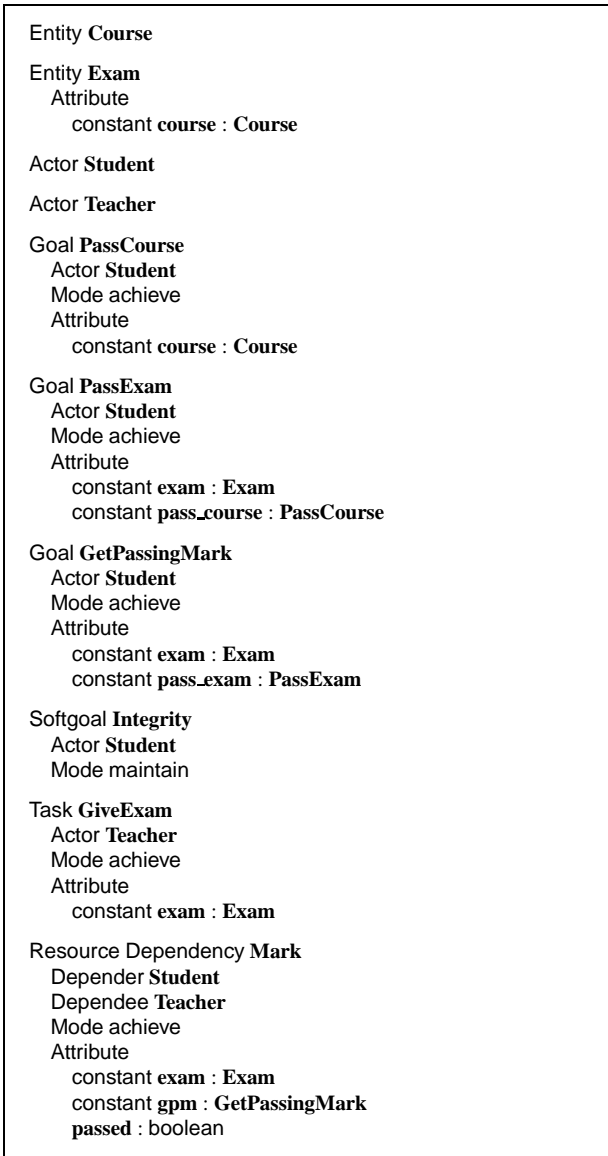 Entity Course
Entity Exam
Attribute
constant course : Course
Actor Student
Actor Teacher
Goal PassCourse
Actor Student
Mode achieve
Attribute
constant course : Course
Goal PassExam
Actor Student
Mode achieve
Attribute
constant exam : Exam
constant pass_course : PassCourse
Goal GetPassingMark
Actor Student
Mode achieve
Attribute
constant exam : Exam
constant pass_exam : PassExam
Softgoal Integrity
Actor Student
Mode maintain
Task GiveExam
Actor Teacher
Mode achieve
Attribute
constant exam : Exam
Resource Dependency Mark
Depender Student
Dependee Teacher
Mode achieve
Attribute
constant exam : Exam
constant gpm : GetPassingMark
passed : boolean